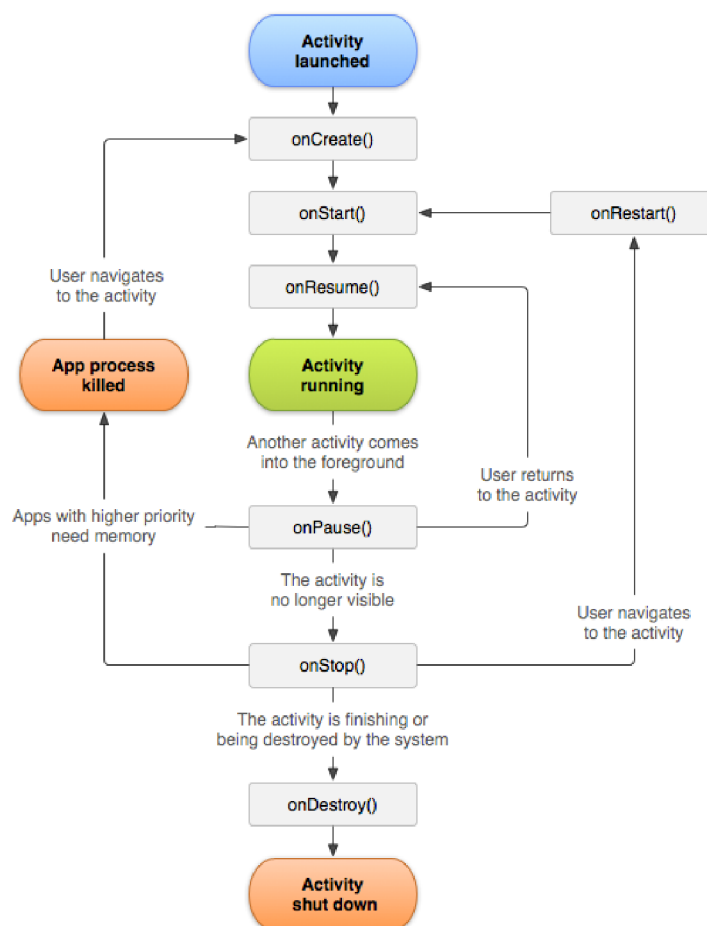 Activity
launched
onCreate()
onStart()
onRestart()
User navigates
to the activity
onResume()
App process
killed
Activity
running
Another activity comes
into the foreground
User returns
to the activity
Apps with higher priority
need memory
onPause()
The activity is
no longer visible
User navigates
to the activity
onStop()
The activity is finishing or
being destroyed by the system
onDestroy()
Activity
shut down